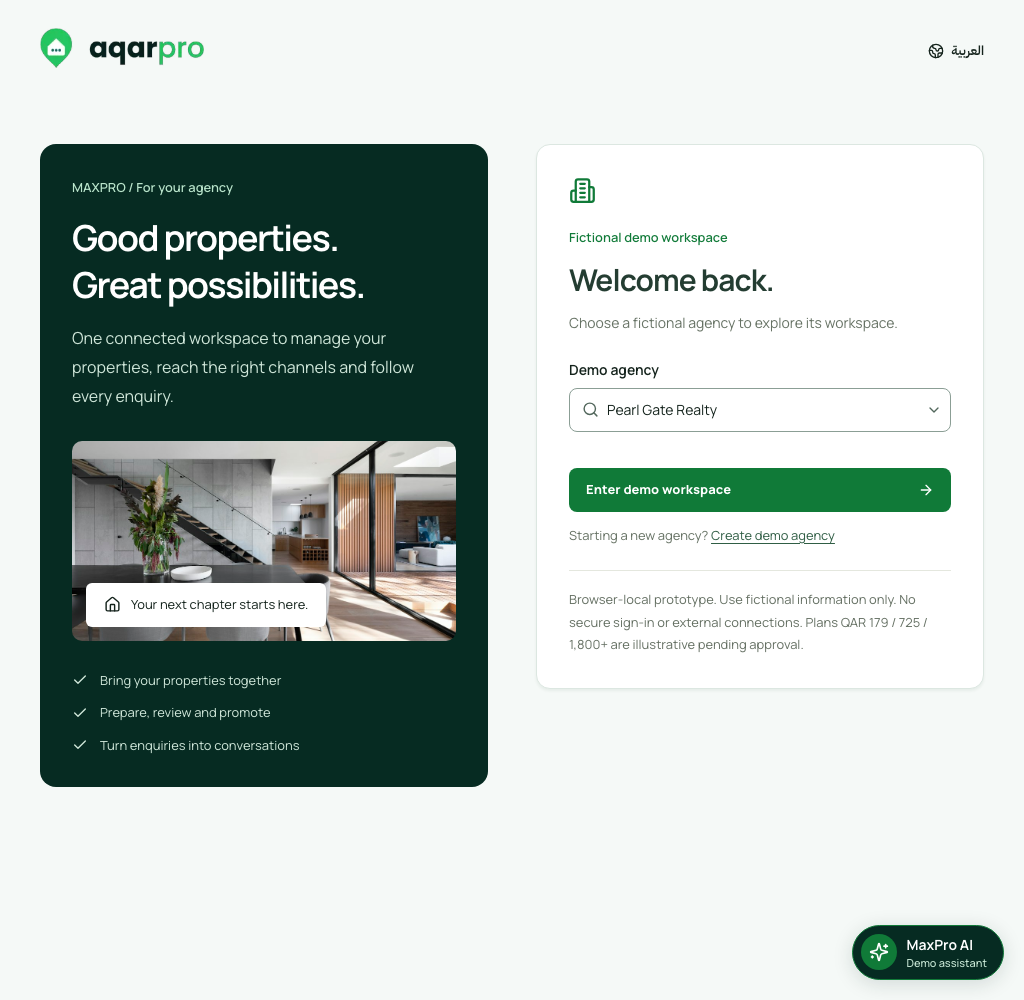 aqarpro
العربية
MAXPRO / For your agency
Good properties.
Great possibilities.
One connected workspace to manage your
properties, reach the right channels and follow
every enquiry.
Your next chapter starts here.
Bring your properties together
Prepare, review and promote
Turn enquiries into conversations
Fictional demo workspace
Welcome back.
Choose a fictional agency to explore its workspace.
Demo agency
Pearl Gate Realty
Enter demo workspace
Starting a new agency? Create demo agency
Browser-local prototype. Use fictional information only. No
secure sign-in or external connections. Plans QAR 179 / 725 /
1,800+ are illustrative pending approval.
MaxPro AI
Demo assistant